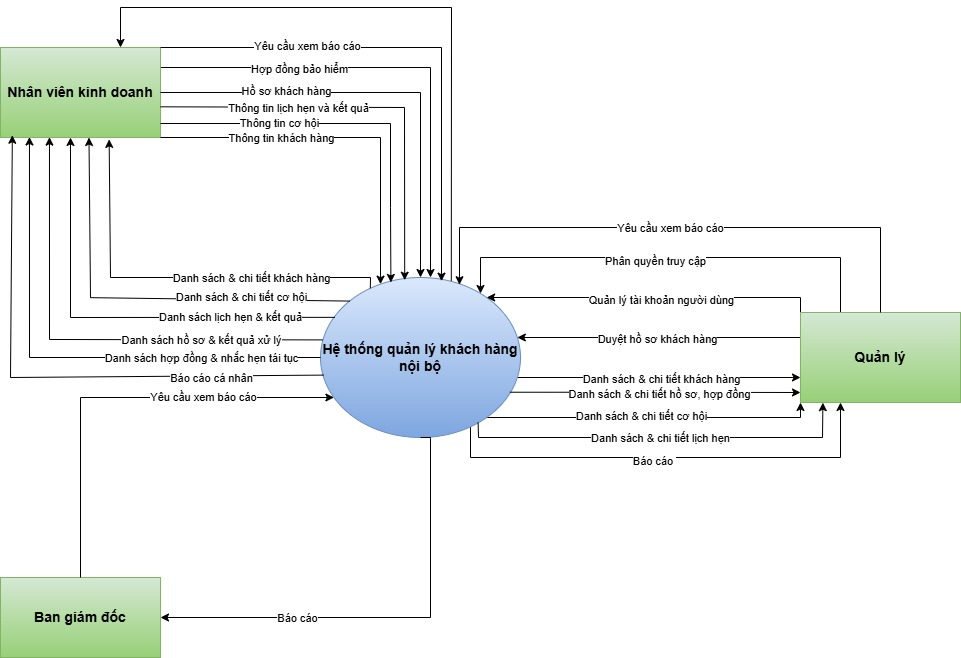 Yêu cầu xem báo cáo
Hợp đồng bảo hiểm
Nhân viên kinh doanh
Hồ sơ khách hàng
Thông tin lịch hẹn và kết quả
Thông tin cơ hội
Thông tin khách hàng
Yêu cầu xem báo cáo
Phân quyền truy cập
Danh sách & chi tiết khách hàng
Danh sách & chi tiết cơ hội
Quản lý tài khoản người dùng
Danh sách lịch hẹn & kết quả
Danh sách hồ sơ & kết quả xử lý
Duyệt hồ sơ khách hàng
Hệ thống quản lý khách hàng
nội bộ
Danh sách hợp đồng & nhắc hẹn tái tục
Quản lý
Báo cáo cá nhân
Danh sách & chi tiết khách hàng
Yêu cầu xem báo cáo
Danh sách & chi tiết hồ sơ, hợp đồng
Danh sách & chi tiết cơ hội
Danh sách & chi tiết lịch hẹn
Báo cáo
Ban giám đốc
Báo cáo